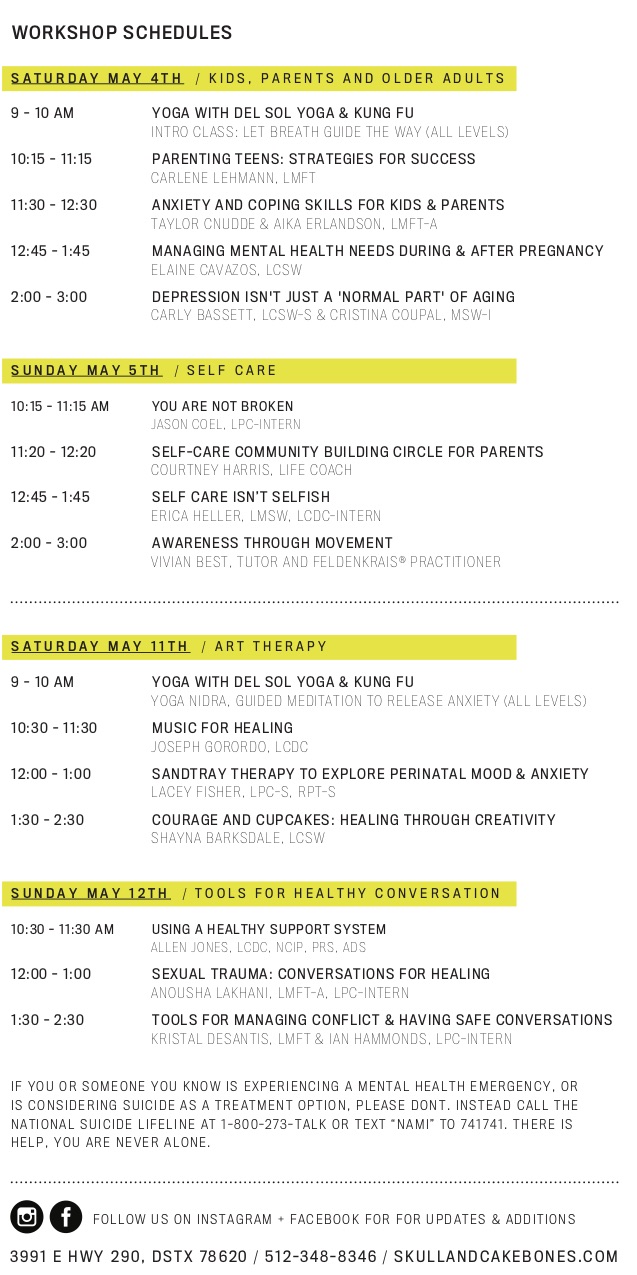 WORKSHOP SCHEDULES
SATURDAY MAY 4TH / KIDS, PARENTS AND OLDER ADULTS
9 - 10 AM YOGA WITH DEL SOL YOGA & KUNG FU
INTRO CLASS: LET BREATH GUIDE THE WAY (ALL LEVELS)
10:15 - 11:15 PARENTING TEENS: STRATEGIES FOR SUCCESS
CARLENE LEHMANN, LMFT
11:30 - 12:30 ANXIETY AND COPING SKILLS FOR KIDS & PARENTS
TAYLOR CNUDDE & AIKA ERLANDSON, LMFT-A
12:45 - 1:45 MANAGING MENTAL HEALTH NEEDS DURING & AFTER PREGNANCY
ELAINE CAVAZOS, LCSW
2:00 - 3:00 DEPRESSION ISN'T JUST A 'NORMAL PART' OF AGING
CARLY BASSETT, LCSW-S & CRISTINA COUPAL, MSW-I
SUNDAY MAY 5TH / SELF CARE
10:15 - 11:15 AM YOU ARE NOT BROKEN
JASON COEL, LPC-INTERN
11:20 - 12:20 SELF-CARE COMMUNITY BUILDING CIRCLE FOR PARENTS
COURTNEY HARRIS, LIFE COACH
12:45 - 1:45 SELF CARE ISN'T SELFISH
ERICA HELLER, LMSW, LCDC-INTERN
2:00 - 3:00 AWARENESS THROUGH MOVEMENT
VIVIAN BEST, TUTOR AND FELDENKRAIS® PRACTITIONER
SATURDAY MAY 11TH / ART THERAPY
9 - 10 AM YOGA WITH DEL SOL YOGA & KUNG FU
YOGA NIDRA, GUIDED MEDITATION TO RELEASE ANXIETY (ALL LEVELS)
10:30 - 11:30 MUSIC FOR HEALING
JOSEPH GORORDO, LCDC
12:00 - 1:00 SANDTRAY THERAPY TO EXPLORE PERINATAL MOOD & ANXIETY
LACEY FISHER, LPC-S, RPT-S
1:30 - 2:30 COURAGE AND CUPCAKES: HEALING THROUGH CREATIVITY
SHAYNA BARKSDALE, LCSW
SUNDAY MAY 12TH / TOOLS FOR HEALTHY CONVERSATION
10:30 - 11:30 AM USING A HEALTHY SUPPORT SYSTEM
ALLEN JONES, LCDC, NCIP, PRS, ADS
12:00 - 1:00 SEXUAL TRAUMA: CONVERSATIONS FOR HEALING
ANOUSHA LAKHANI, LMFT-A, LPC-INTERN
1:30 - 2:30 TOOLS FOR MANAGING CONFLICT & HAVING SAFE CONVERSATIONS
KRISTAL DESANTIS, LMFT & IAN HAMMONDS, LPC-INTERN
IF YOU OR SOMEONE YOU KNOW IS EXPERIENCING A MENTAL HEALTH EMERGENCY, OR
IS CONSIDERING SUICIDE AS A TREATMENT OPTION, PLEASE DONT. INSTEAD CALL THE
NATIONAL SUICIDE LIFELINE AT 1-800-273-TALK OR TEXT "NAMI" TO 741741. THERE IS
HELP, YOU ARE NEVER ALONE.
FOLLOW US ON INSTAGRAM + FACEBOOK FOR FOR UPDATES & ADDITIONS
3991 E HWY 290, DSTX 78620 / 512-348-8346 / SKULLANDCAKEBONES.COM